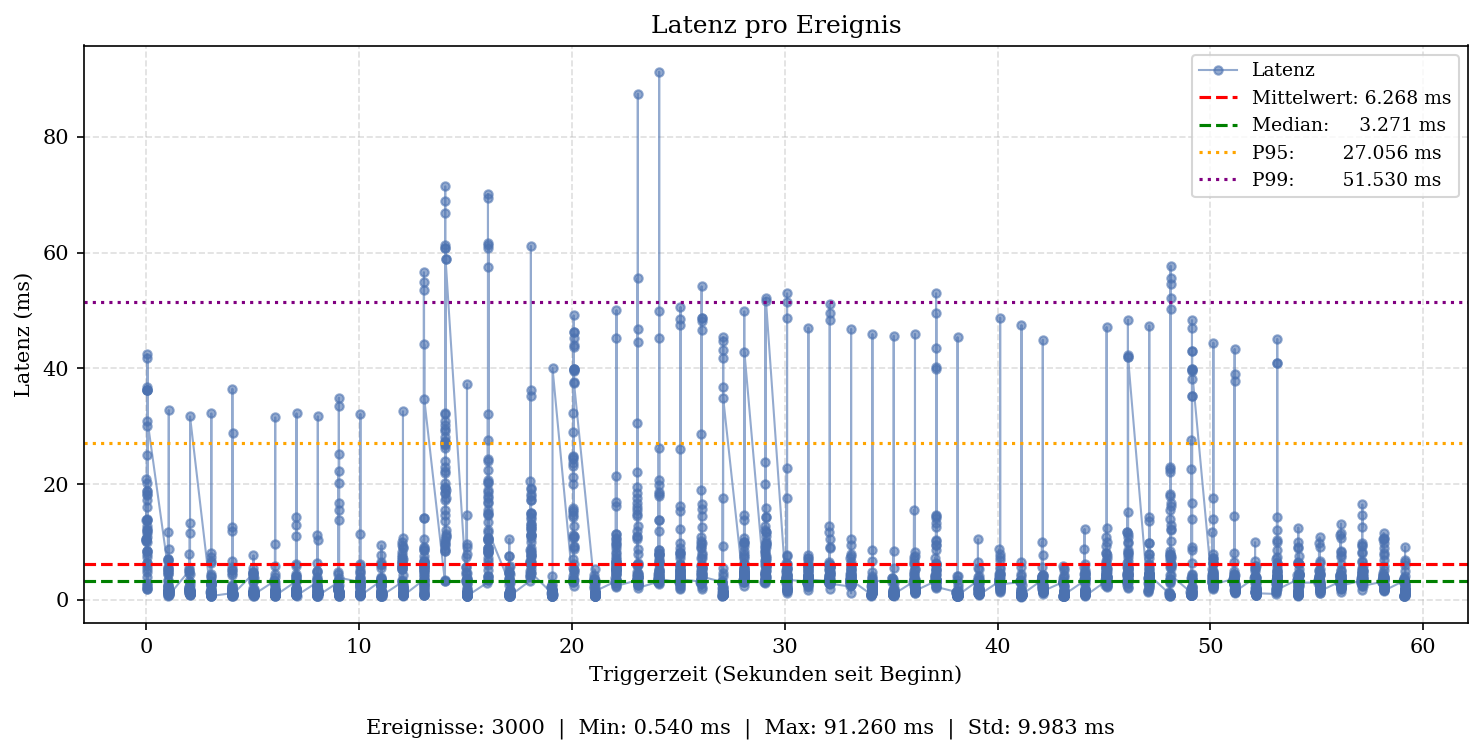 Latenz pro Ereignis
Latenz (ms)
80
60
40
20
0
Latenz
Mittelwert: 6.268 ms
Median: 3.271 ms
P95: 27.056 ms
P99: 51.530 ms
0 10 20 30 40 50 60
Triggerzeit (Sekunden seit Beginn)
Ereignisse: 3000 | Min: 0.540 ms | Max: 91.260 ms | Std: 9.983 ms